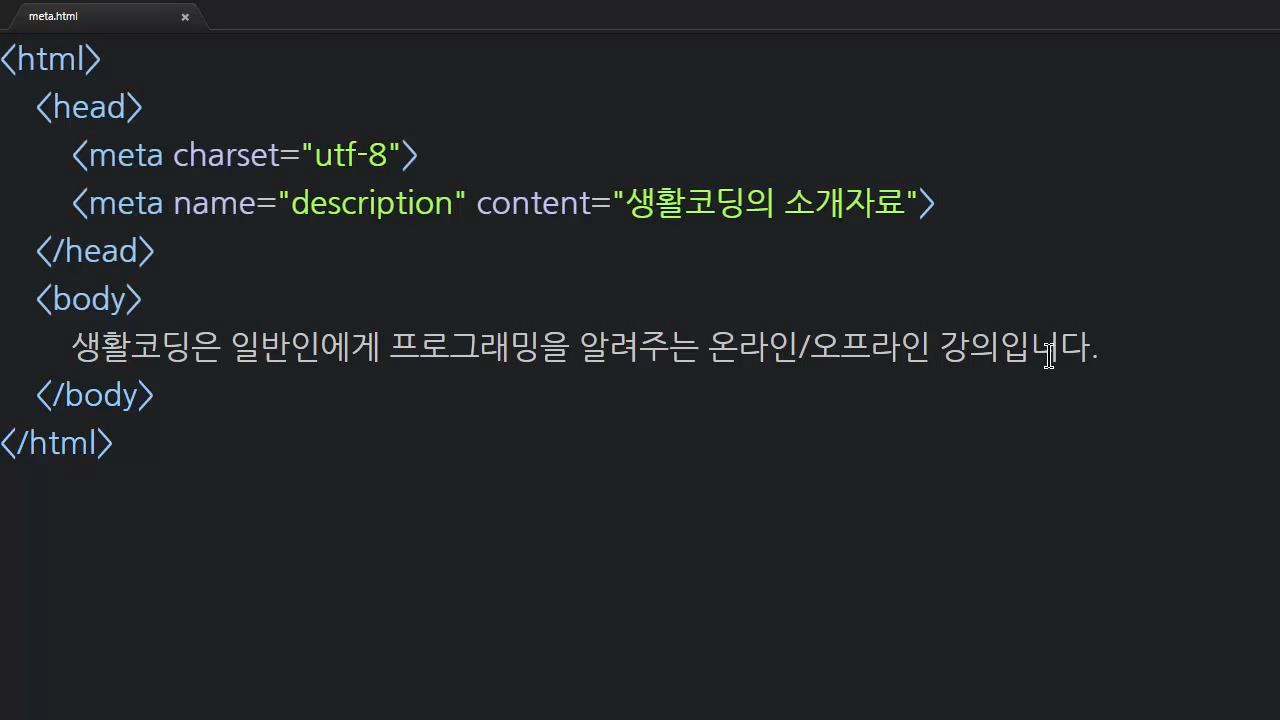 meta.html
<html>
<head>
<meta charset="utf-8">
<meta name="description" content="생활코딩의 소개자료">
</head>
<body>
생활코딩은 일반인에게 프로그래밍을 알려주는 온라인/오프라인 강의입니다.
</body>
</html>